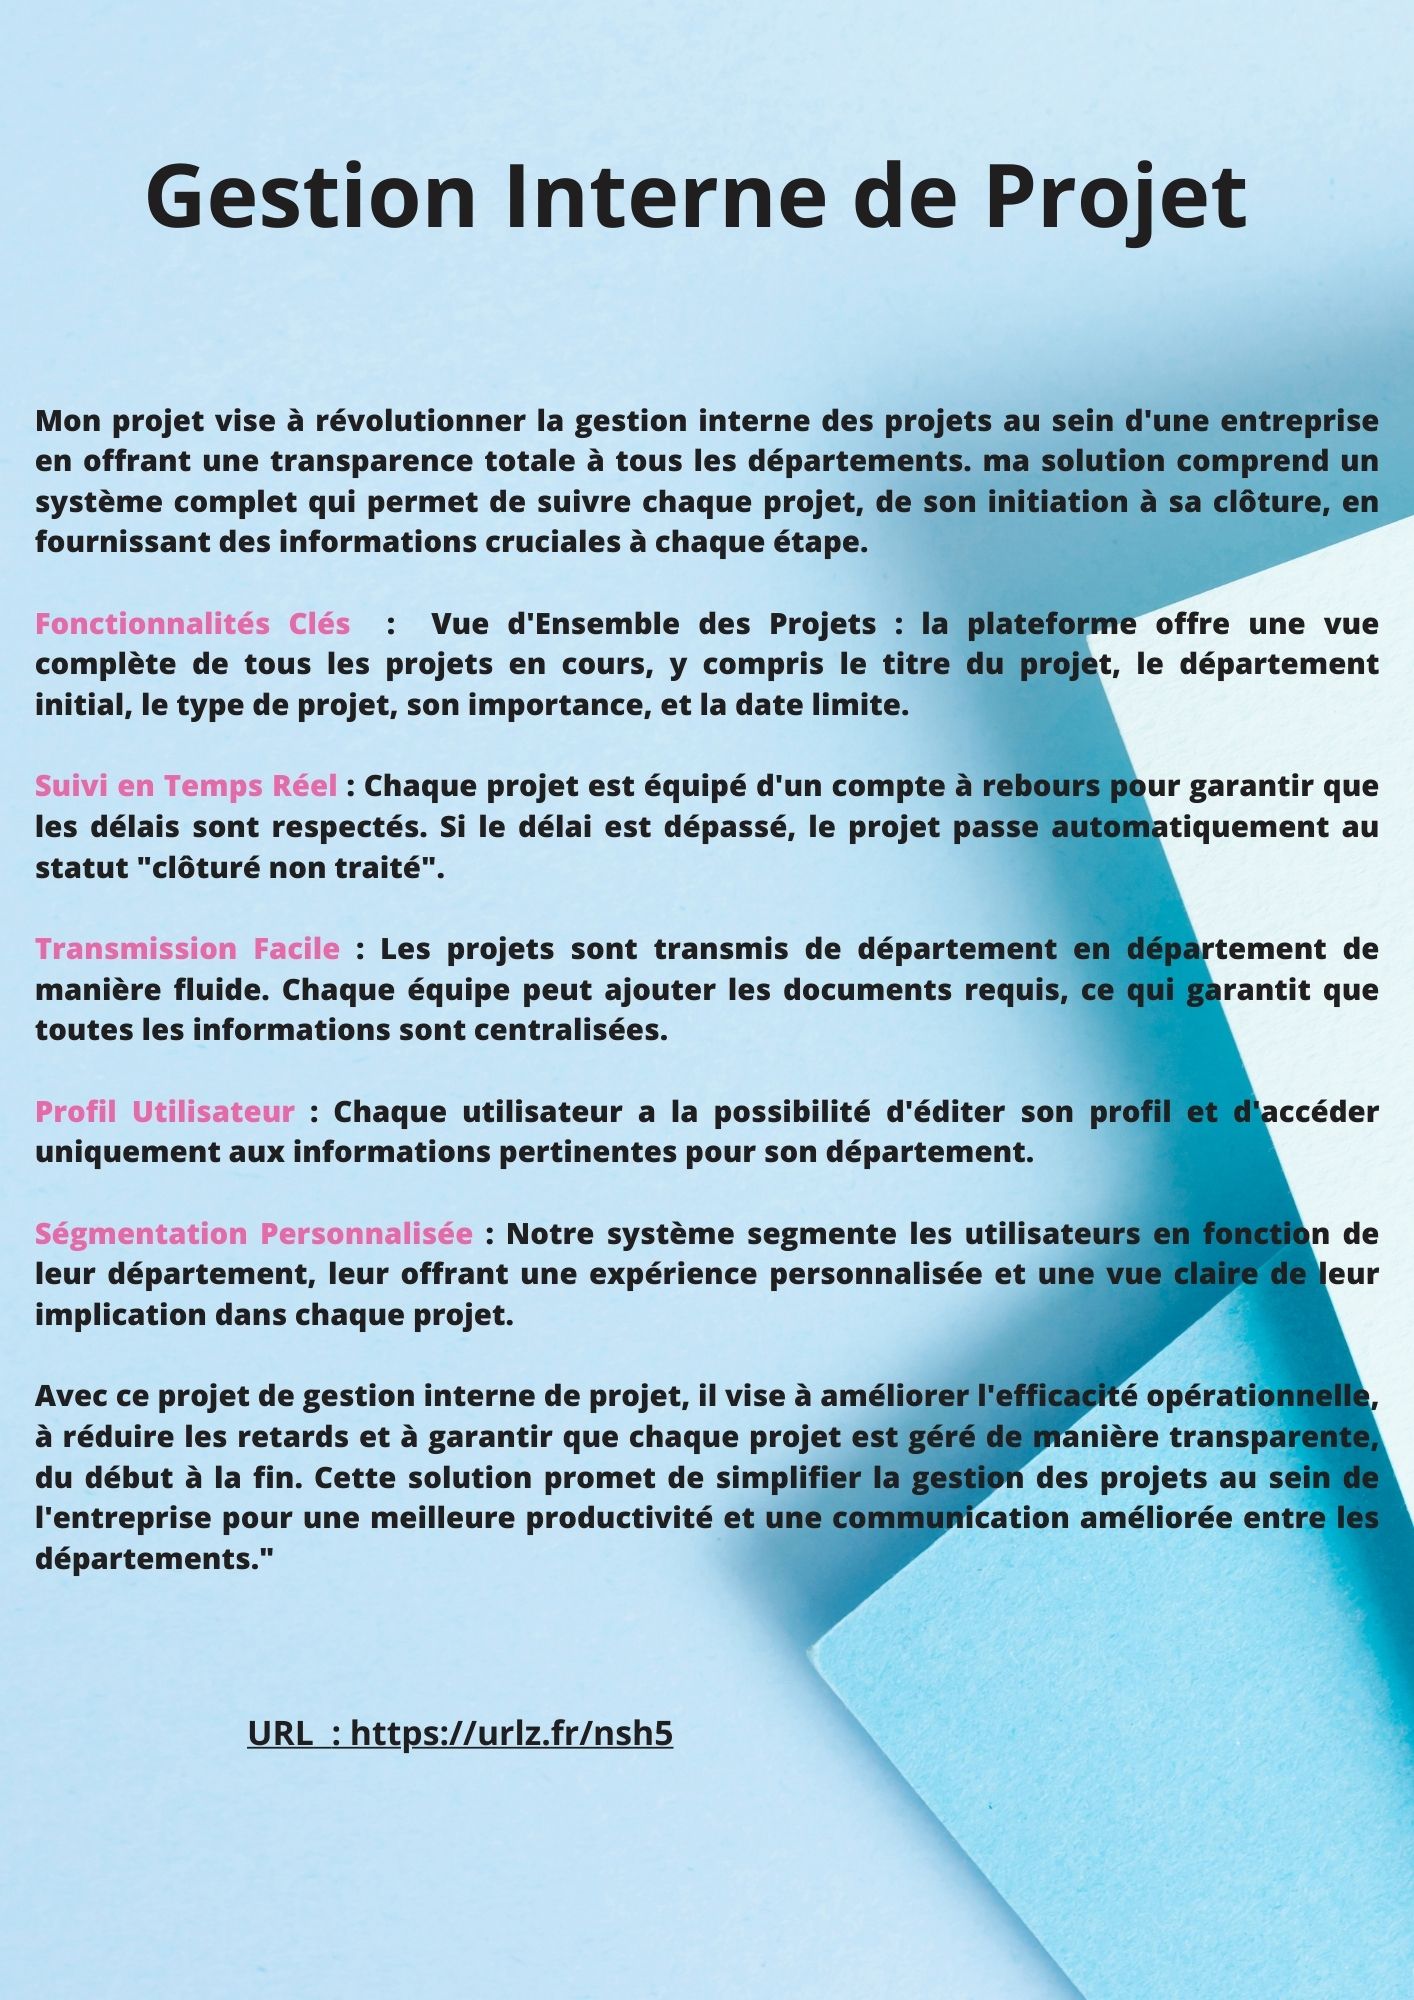 Gestion Interne de Projet
Mon projet vise à révolutionner la gestion interne des projets au sein d'une entreprise
en offrant une transparence totale à tous les départements. ma solution comprend un
système complet qui permet de suivre chaque projet, de son initiation à sa clôture, en
fournissant des informations cruciales à chaque étape.
Fonctionnalités Clés : Vue d'Ensemble des Projets : la plateforme offre une vue
complète de tous les projets en cours, y compris le titre du projet, le département
initial, le type de projet, son importance, et la date limite.
Suivi en Temps Réel : Chaque projet est équipé d'un compte à rebours pour garantir que
les délais sont respectés. Si le délai est dépassé, le projet passe automatiquement au
statut "clôturé non traité".
Transmission Facile : Les projets sont transmis de département en département de
manière fluide. Chaque équipe peut ajouter les documents requis, ce qui garantit que
toutes les informations sont centralisées.
Profil Utilisateur : Chaque utilisateur a la possibilité d'éditer son profil et d'accéder
uniquement aux informations pertinentes pour son département.
Ségmentation Personnalisée : Notre système segmente les utilisateurs en fonction de
leur département, leur offrant une expérience personnalisée et une vue claire de leur
implication dans chaque projet.
Avec ce projet de gestion interne de projet, il vise à améliorer l'efficacité opérationnelle,
à réduire les retards et à garantir que chaque projet est géré de manière transparente,
du début à la fin. Cette solution promet de simplifier la gestion des projets au sein de
l'entreprise pour une meilleure productivité et une communication améliorée entre les
départements."
URL : https://urlz.fr/nsh5